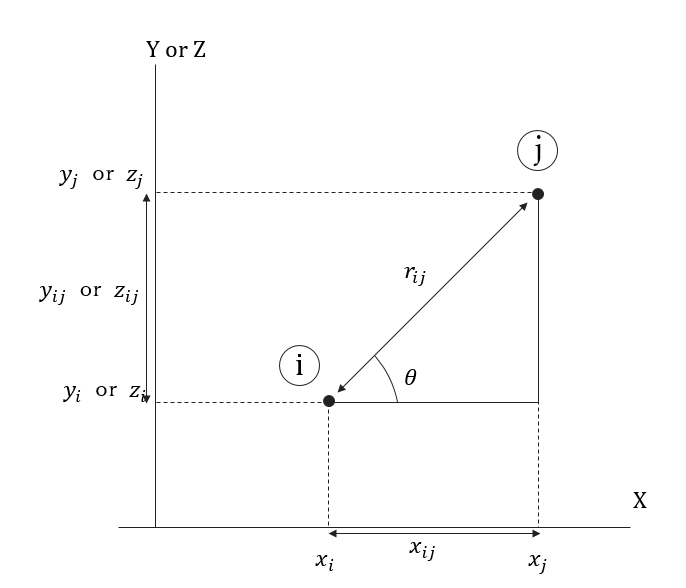 Y or Z
j
y_j or z_j
r_ij
y_ij or z_ij
i
θ
y_i or z_i
X
x_ij
x_i
x_j